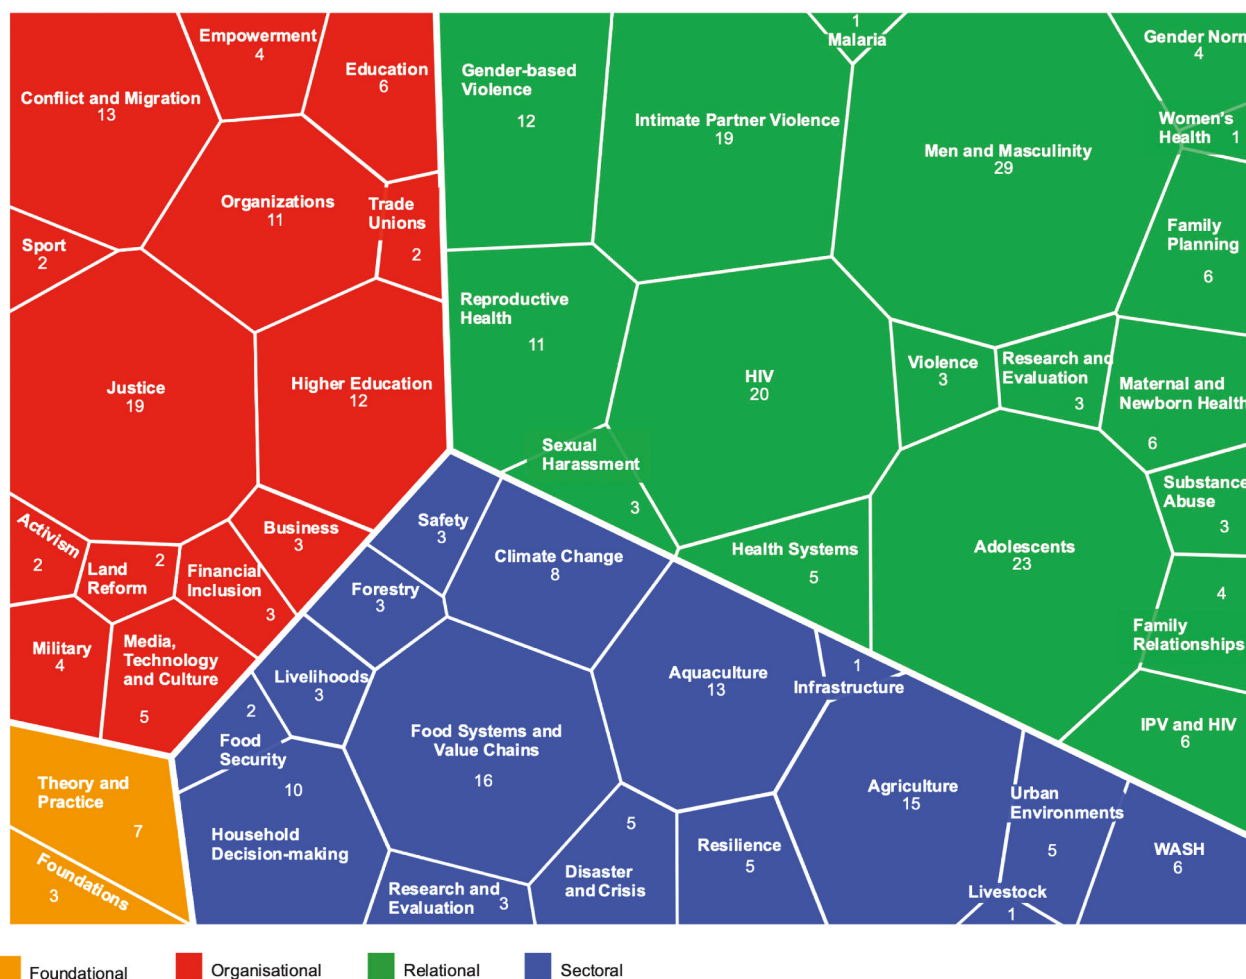 Conflict and Migration
13
Empowerment
4
Education
6
Organizations
11
Trade
Unions
2
Sport
2
Justice
19
Higher Education
12
Activism
2
Land
Reform
2
Financial
Inclusion
3
Business
3
Military
4
Media,
Technology
and Culture
5
Gender-based
Violence
12
Intimate Partner Violence
19
1
Malaria
Men and Masculinity
29
Gender Norm
4
Women's
Health 1
Family
Planning
6
Reproductive
Health
11
HIV
20
Violence
3
Research and
Evaluation
3
Maternal and
Newborn Health
6
Sexual
Harassment
3
Health Systems
5
Adolescents
23
Substance
Abuse
3
4
Family
Relationships
IPV and HIV
6
Safety
3
Climate Change
8
Forestry
3
Livelihoods
3
2
Food
Security
Food Systems and
Value Chains
16
Aquaculture
13
1
Infrastructure
10
Household
Decision-making
Research and
Evaluation 3
5
Disaster
and Crisis
Resilience
5
Agriculture
15
Urban
Environments
5
Livestock
1
WASH
6
Theory and
Practice
7
Foundations
3
Foundational Organisational Relational Sectoral